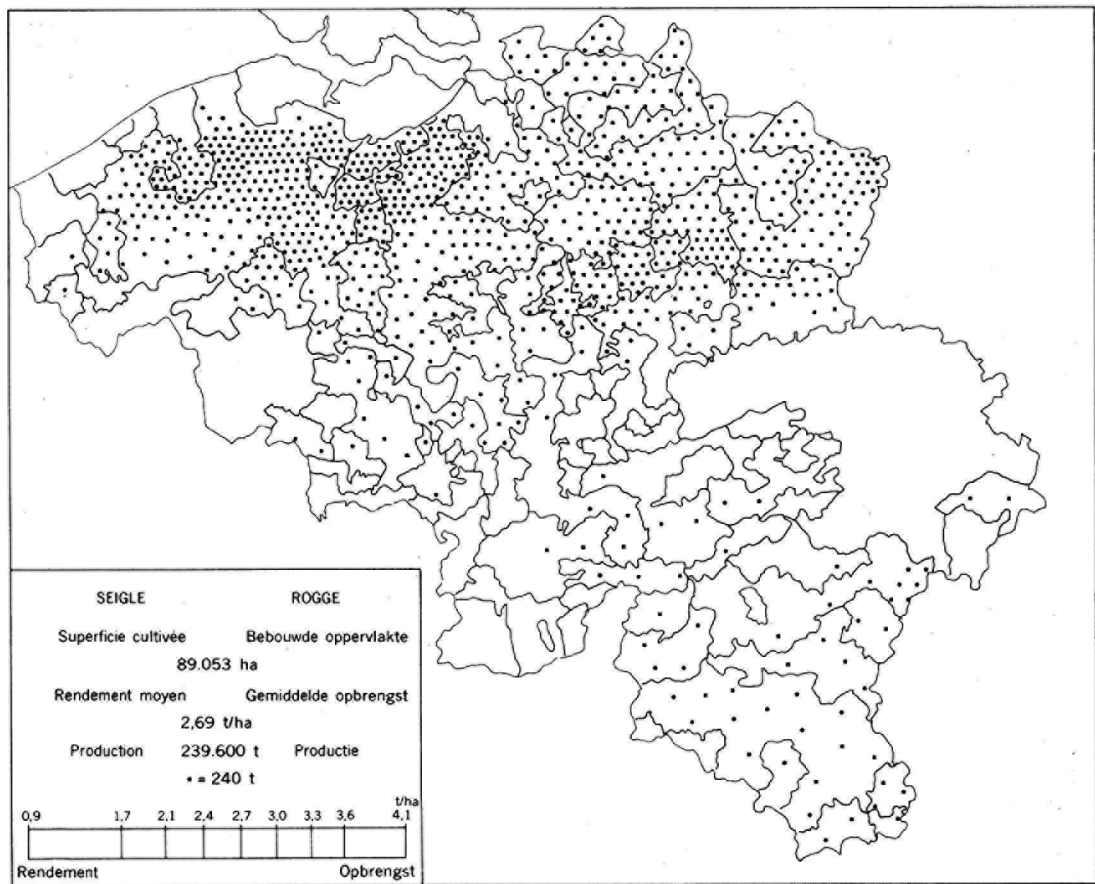 SEIGLE ROGGE
Superficie cultivée Bebouwde oppervlakte
89.053 ha
Rendement moyen Gemiddelde opbrengst
2,69 t/ha
Production 239.600 t Productie
• = 240 t
t/ha
0,9 1,7 2,1 2,4 2,7 3,0 3,3 3,6 4,1
Rendement Opbrengst